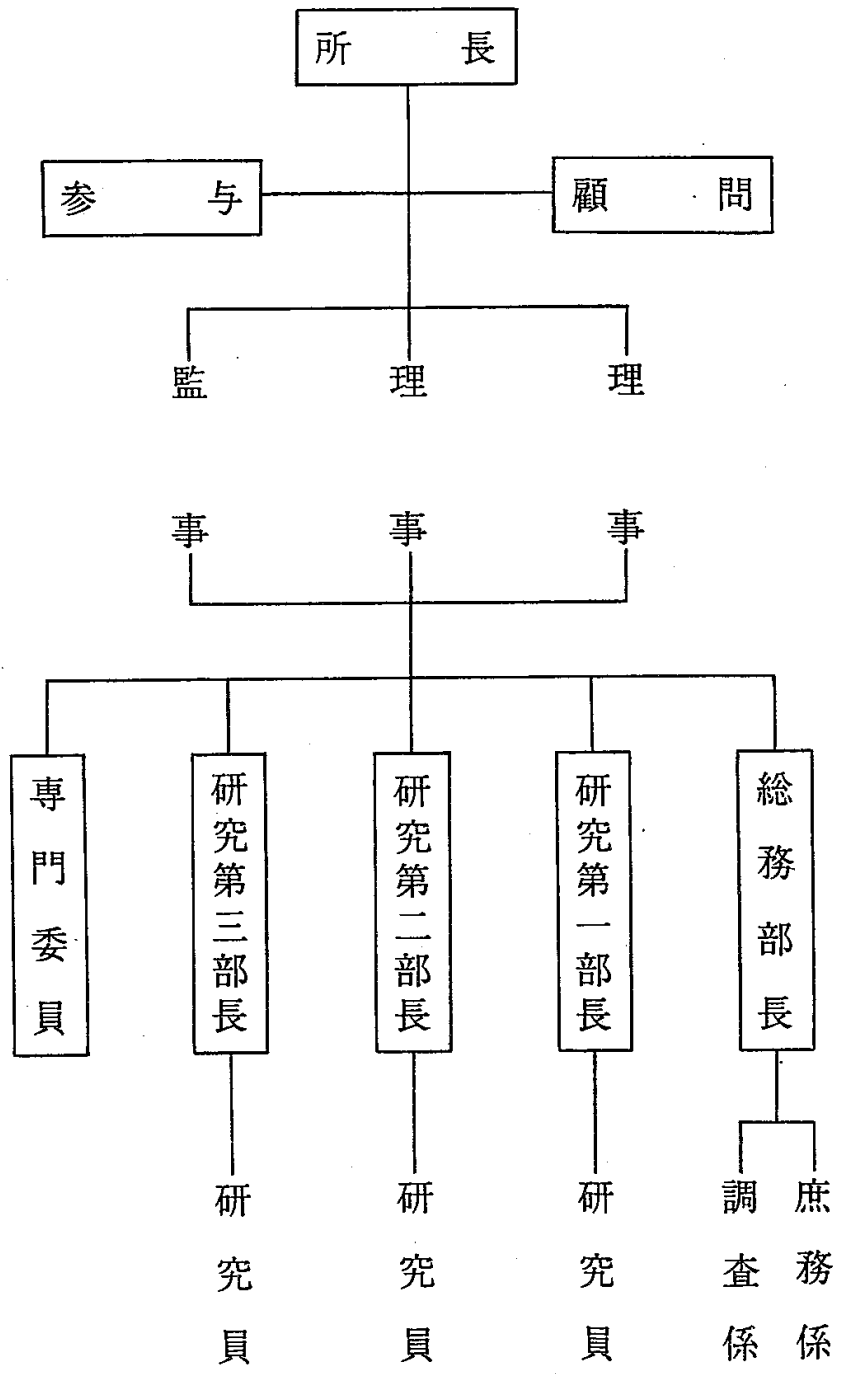 所長
参与
顧問
理事
理事
監事
総務部長
研究第一部長
研究第二部長
研究第三部長
専門委員
庶務係
調査係
研究員
研究員
研究員